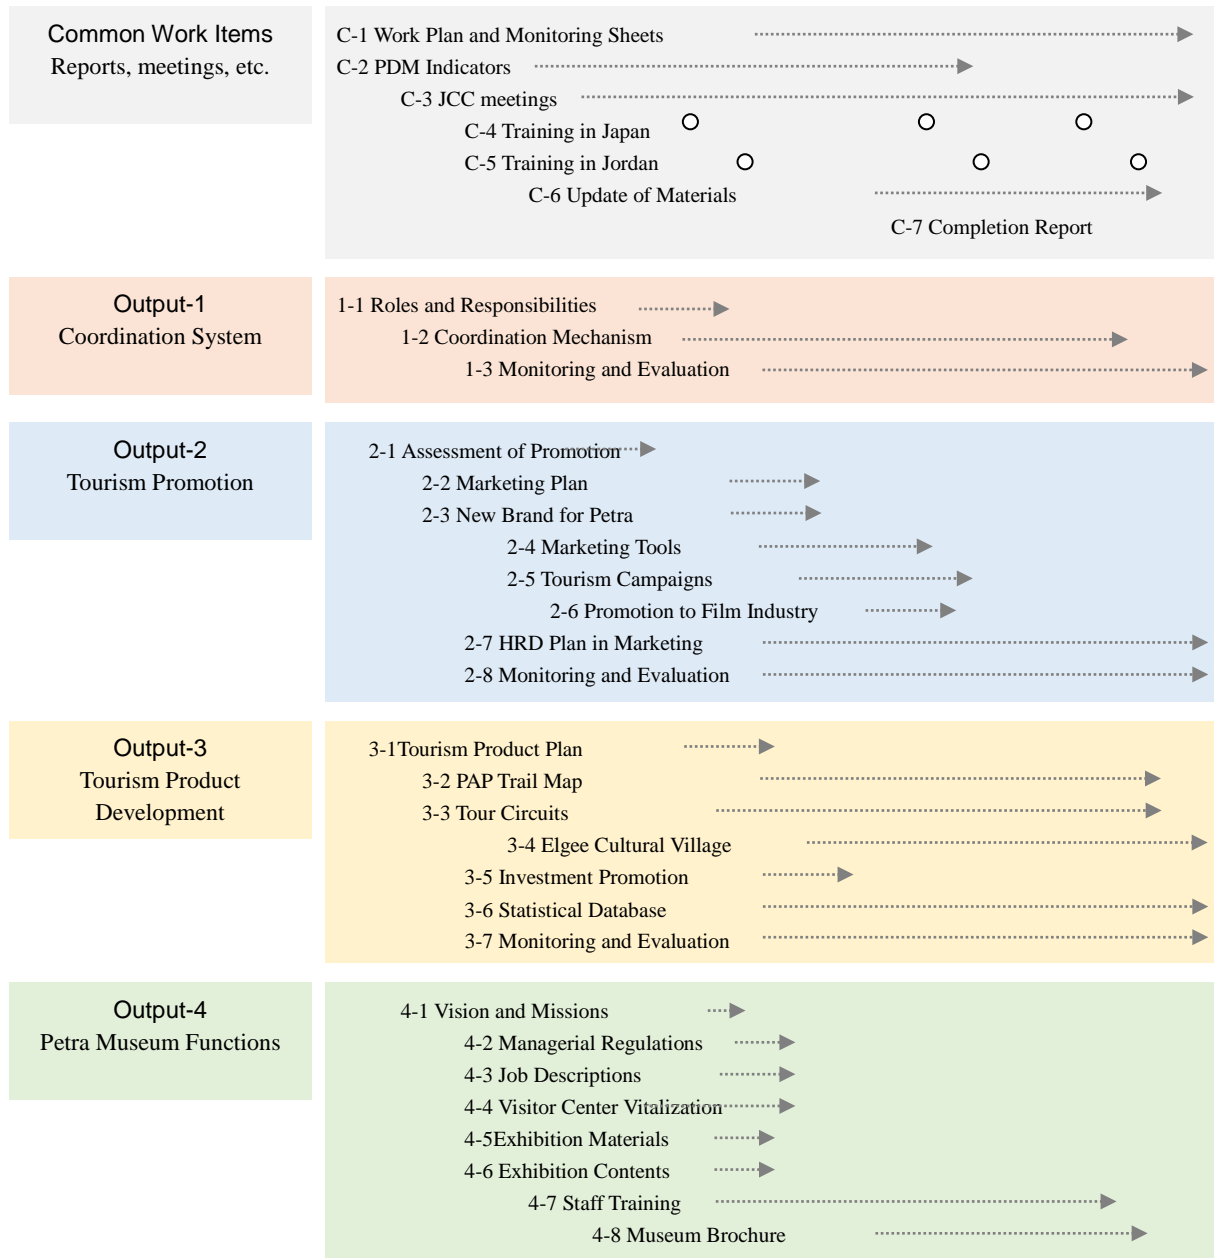 Common Work Items
Reports, meetings, etc.
C-1 Work Plan and Monitoring Sheets
C-2 PDM Indicators
C-3 JCC meetings
C-4 Training in Japan
C-5 Training in Jordan
C-6 Update of Materials
C-7 Completion Report
Output-1
Coordination System
1-1 Roles and Responsibilities
1-2 Coordination Mechanism
1-3 Monitoring and Evaluation
Output-2
Tourism Promotion
2-1 Assessment of Promotion
2-2 Marketing Plan
2-3 New Brand for Petra
2-4 Marketing Tools
2-5 Tourism Campaigns
2-6 Promotion to Film Industry
2-7 HRD Plan in Marketing
2-8 Monitoring and Evaluation
Output-3
Tourism Product
Development
3-1Tourism Product Plan
3-2 PAP Trail Map
3-3 Tour Circuits
3-4 Elgee Cultural Village
3-5 Investment Promotion
3-6 Statistical Database
3-7 Monitoring and Evaluation
Output-4
Petra Museum Functions
4-1 Vision and Missions
4-2 Managerial Regulations
4-3 Job Descriptions
4-4 Visitor Center Vitalization
4-5Exhibition Materials
4-6 Exhibition Contents
4-7 Staff Training
4-8 Museum Brochure